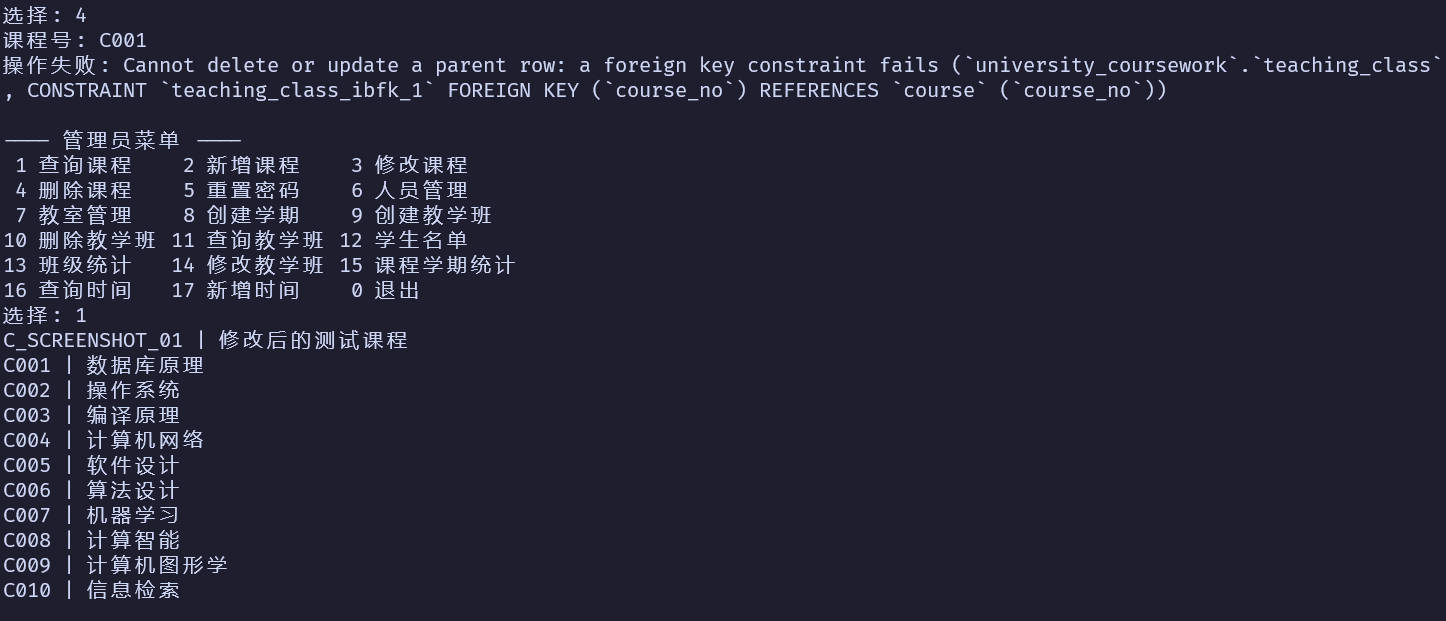 选择: 4
课程号: C001
操作失败: Cannot delete or update a parent row: a foreign key constraint fails (`university_coursework`.`teaching_class`
, CONSTRAINT `teaching_class_ibfk_1` FOREIGN KEY (`course_no`) REFERENCES `course` (`course_no`))
──── 管理员菜单 ────
 1 查询课程    2 新增课程    3 修改课程
 4 删除课程    5 重置密码    6 人员管理
 7 教室管理    8 创建学期    9 创建教学班
10 删除教学班 11 查询教学班 12 学生名单
13 班级统计   14 修改教学班 15 课程学期统计
16 查询时间   17 新增时间    0 退出
选择: 1
C_SCREENSHOT_01 | 修改后的测试课程
C001 | 数据库原理
C002 | 操作系统
C003 | 编译原理
C004 | 计算机网络
C005 | 软件设计
C006 | 算法设计
C007 | 机器学习
C008 | 计算智能
C009 | 计算机图形学
C010 | 信息检索